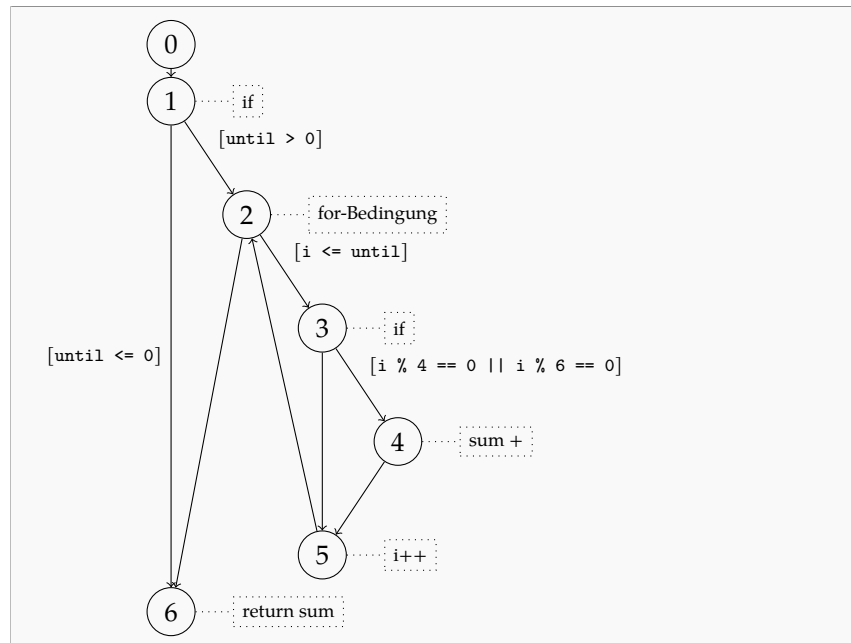 0
1
if
[until > 0]
2
for-Bedingung
[i <= until]
3
if
[until <= 0]
[i % 4 == 0 || i % 6 == 0]
4
sum +
5
i++
6
return sum